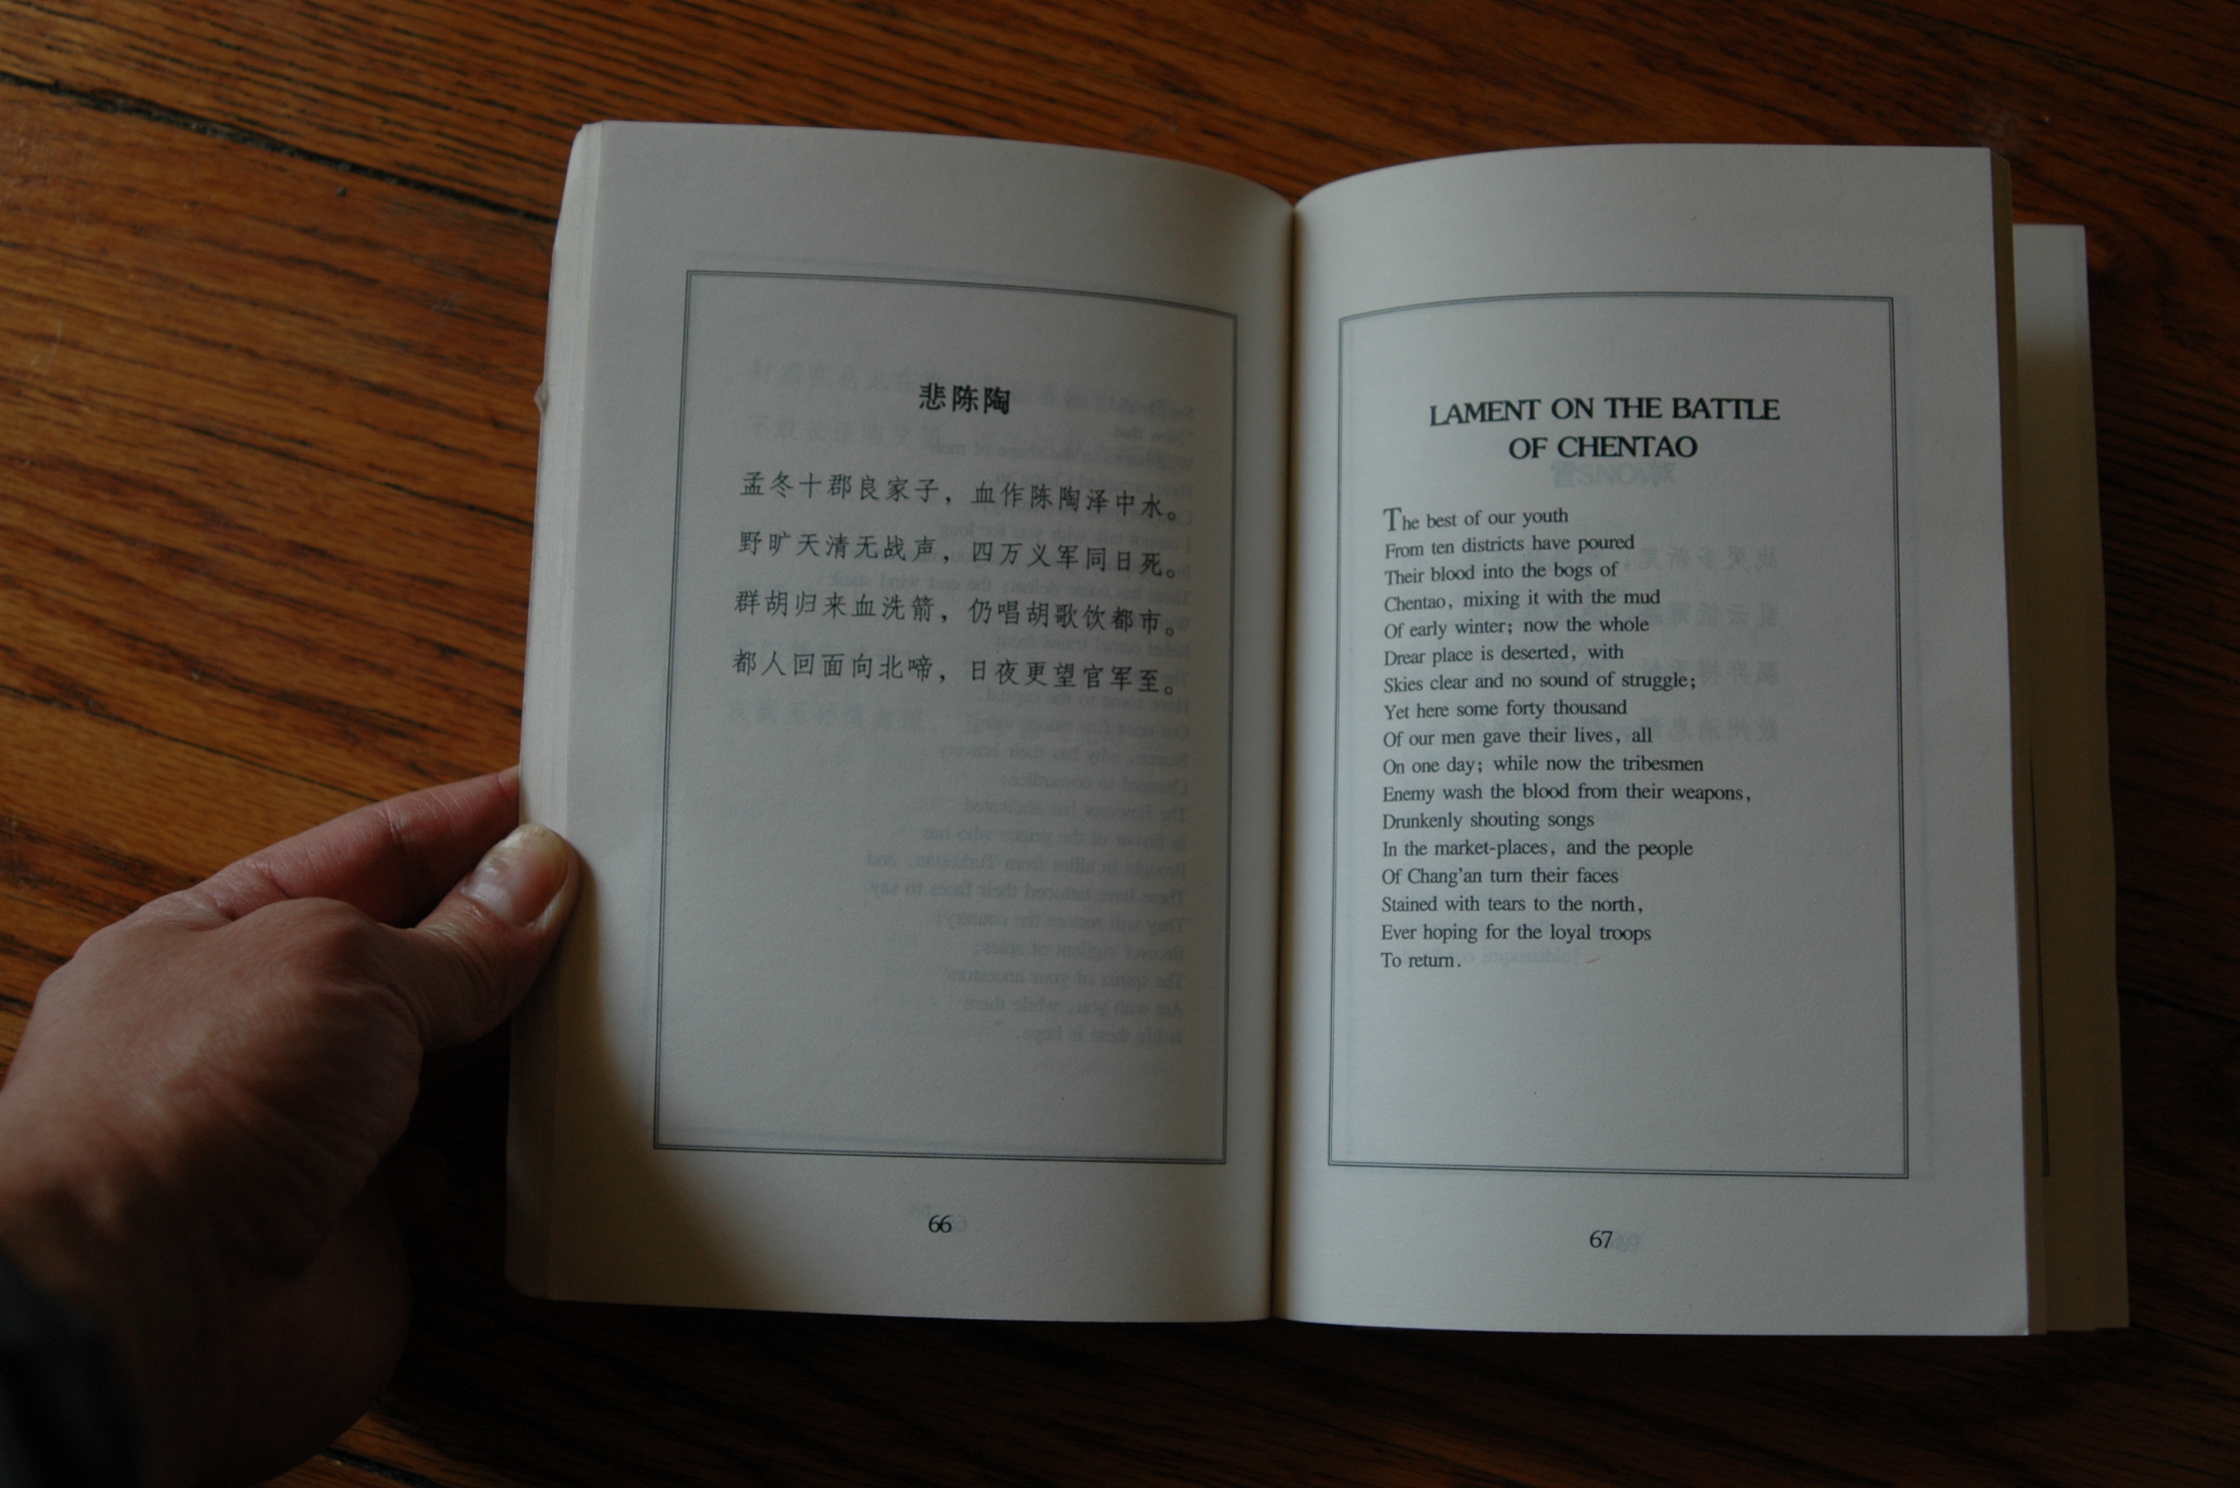 悲陈陶
孟冬十郡良家子，血作陈陶泽中水。
野旷天清无战声，四万义军同日死。
群胡归来血洗箭，仍唱胡歌饮都市。
都人回面向北啼，日夜更望官军至。
66
LAMENT ON THE BATTLE
OF CHENTAO
The best of our youth
From ten districts have poured
Their blood into the bogs of
Chentao, mixing it with the mud
Of early winter; now the whole
Drear place is deserted, with
Skies clear and no sound of struggle;
Yet here some forty thousand
Of our men gave their lives, all
On one day; while now the tribesmen
Enemy wash the blood from their weapons,
Drunkenly shouting songs
In the market-places, and the people
Of Chang'an turn their faces
Stained with tears to the north,
Ever hoping for the loyal troops
To return.
67